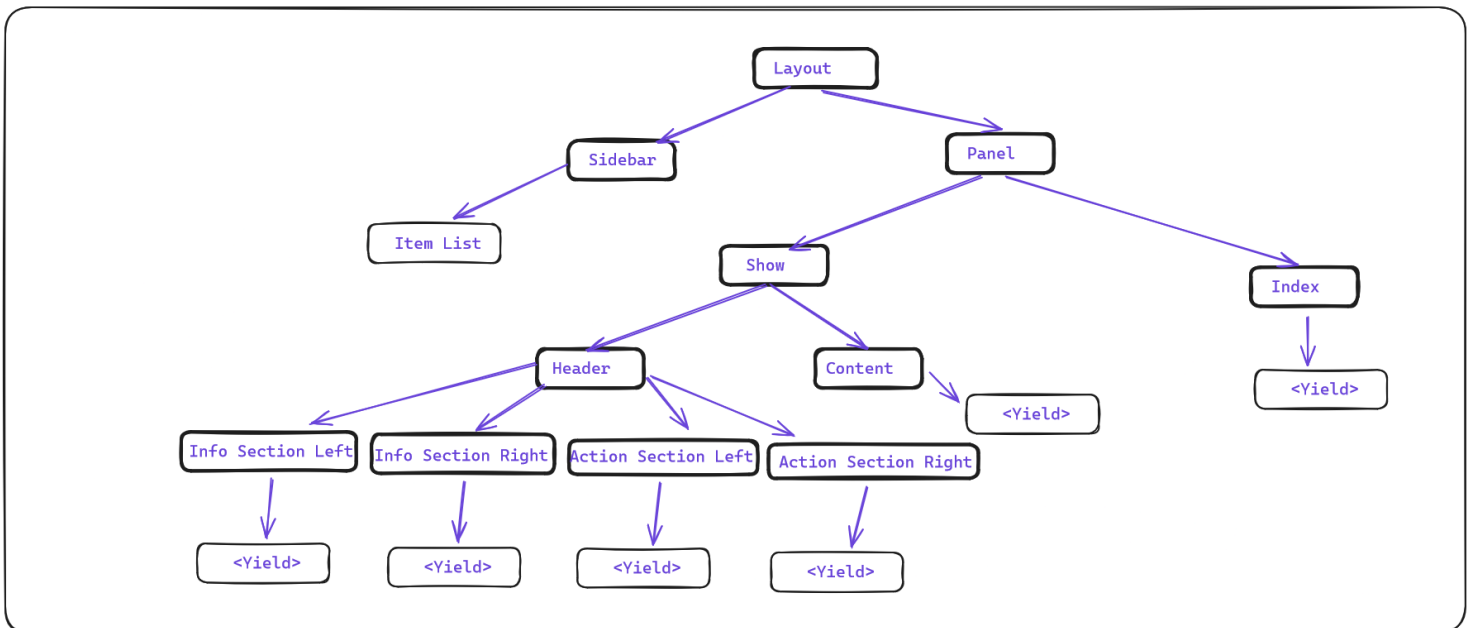 Layout
Sidebar
Panel
Item List
Show
Index
Header
Content
<Yield>
<Yield>
Info Section Left
Info Section Right
Action Section Left
Action Section Right
<Yield>
<Yield>
<Yield>
<Yield>